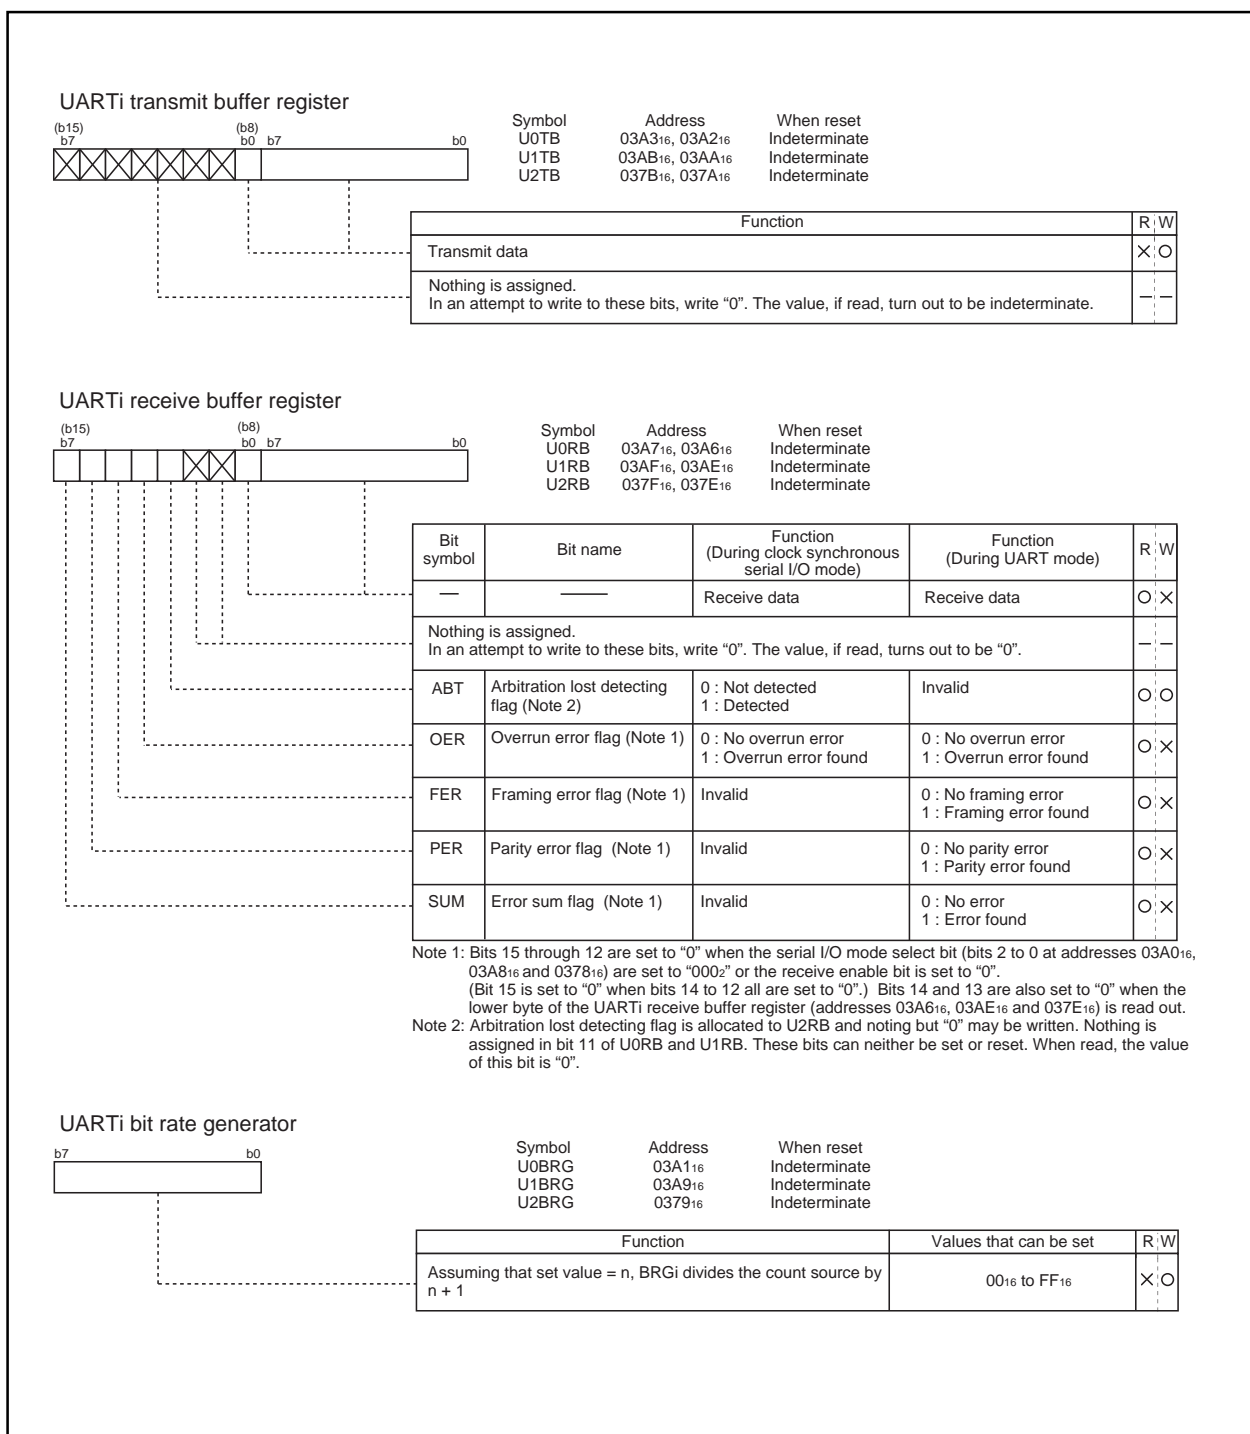 UARTi transmit buffer register
(b15) (b8)
b7 b0 b7 b0
Symbol Address When reset
U0TB 03A3₁₆, 03A2₁₆ Indeterminate
U1TB 03AB₁₆, 03AA₁₆ Indeterminate
U2TB 037B₁₆, 037A₁₆ Indeterminate
Function R W
Transmit data
Nothing is assigned.
In an attempt to write to these bits, write “0”. The value, if read, turn out to be indeterminate.
UARTi receive buffer register
(b15) (b8)
b7 b0 b7 b0
Symbol Address When reset
U0RB 03A7₁₆, 03A6₁₆ Indeterminate
U1RB 03AF₁₆, 03AE₁₆ Indeterminate
U2RB 037F₁₆, 037E₁₆ Indeterminate
Bit symbol Bit name Function (During clock synchronous serial I/O mode) Function (During UART mode) R W
— — Receive data Receive data
Nothing is assigned.
In an attempt to write to these bits, write “0”. The value, if read, turns out to be “0”.
ABT Arbitration lost detecting flag (Note 2) 0 : Not detected 1 : Detected Invalid
OER Overrun error flag (Note 1) 0 : No overrun error 1 : Overrun error found 0 : No overrun error 1 : Overrun error found
FER Framing error flag (Note 1) Invalid 0 : No framing error 1 : Framing error found
PER Parity error flag (Note 1) Invalid 0 : No parity error 1 : Parity error found
SUM Error sum flag (Note 1) Invalid 0 : No error 1 : Error found
Note 1: Bits 15 through 12 are set to “0” when the serial I/O mode select bit (bits 2 to 0 at addresses 03A0₁₆,
03A8₁₆ and 0378₁₆) are set to “000₂” or the receive enable bit is set to “0”.
(Bit 15 is set to “0” when bits 14 to 12 all are set to “0”.) Bits 14 and 13 are also set to “0” when the
lower byte of the UARTi receive buffer register (addresses 03A6₁₆, 03AE₁₆ and 037E₁₆) is read out.
Note 2: Arbitration lost detecting flag is allocated to U2RB and noting but “0” may be written. Nothing is
assigned in bit 11 of U0RB and U1RB. These bits can neither be set or reset. When read, the value
of this bit is “0”.
UARTi bit rate generator
b7 b0
Symbol Address When reset
U0BRG 03A1₁₆ Indeterminate
U1BRG 03A9₁₆ Indeterminate
U2BRG 0379₁₆ Indeterminate
Function Values that can be set R W
Assuming that set value = n, BRGi divides the count source by
n + 1 00₁₆ to FF₁₆